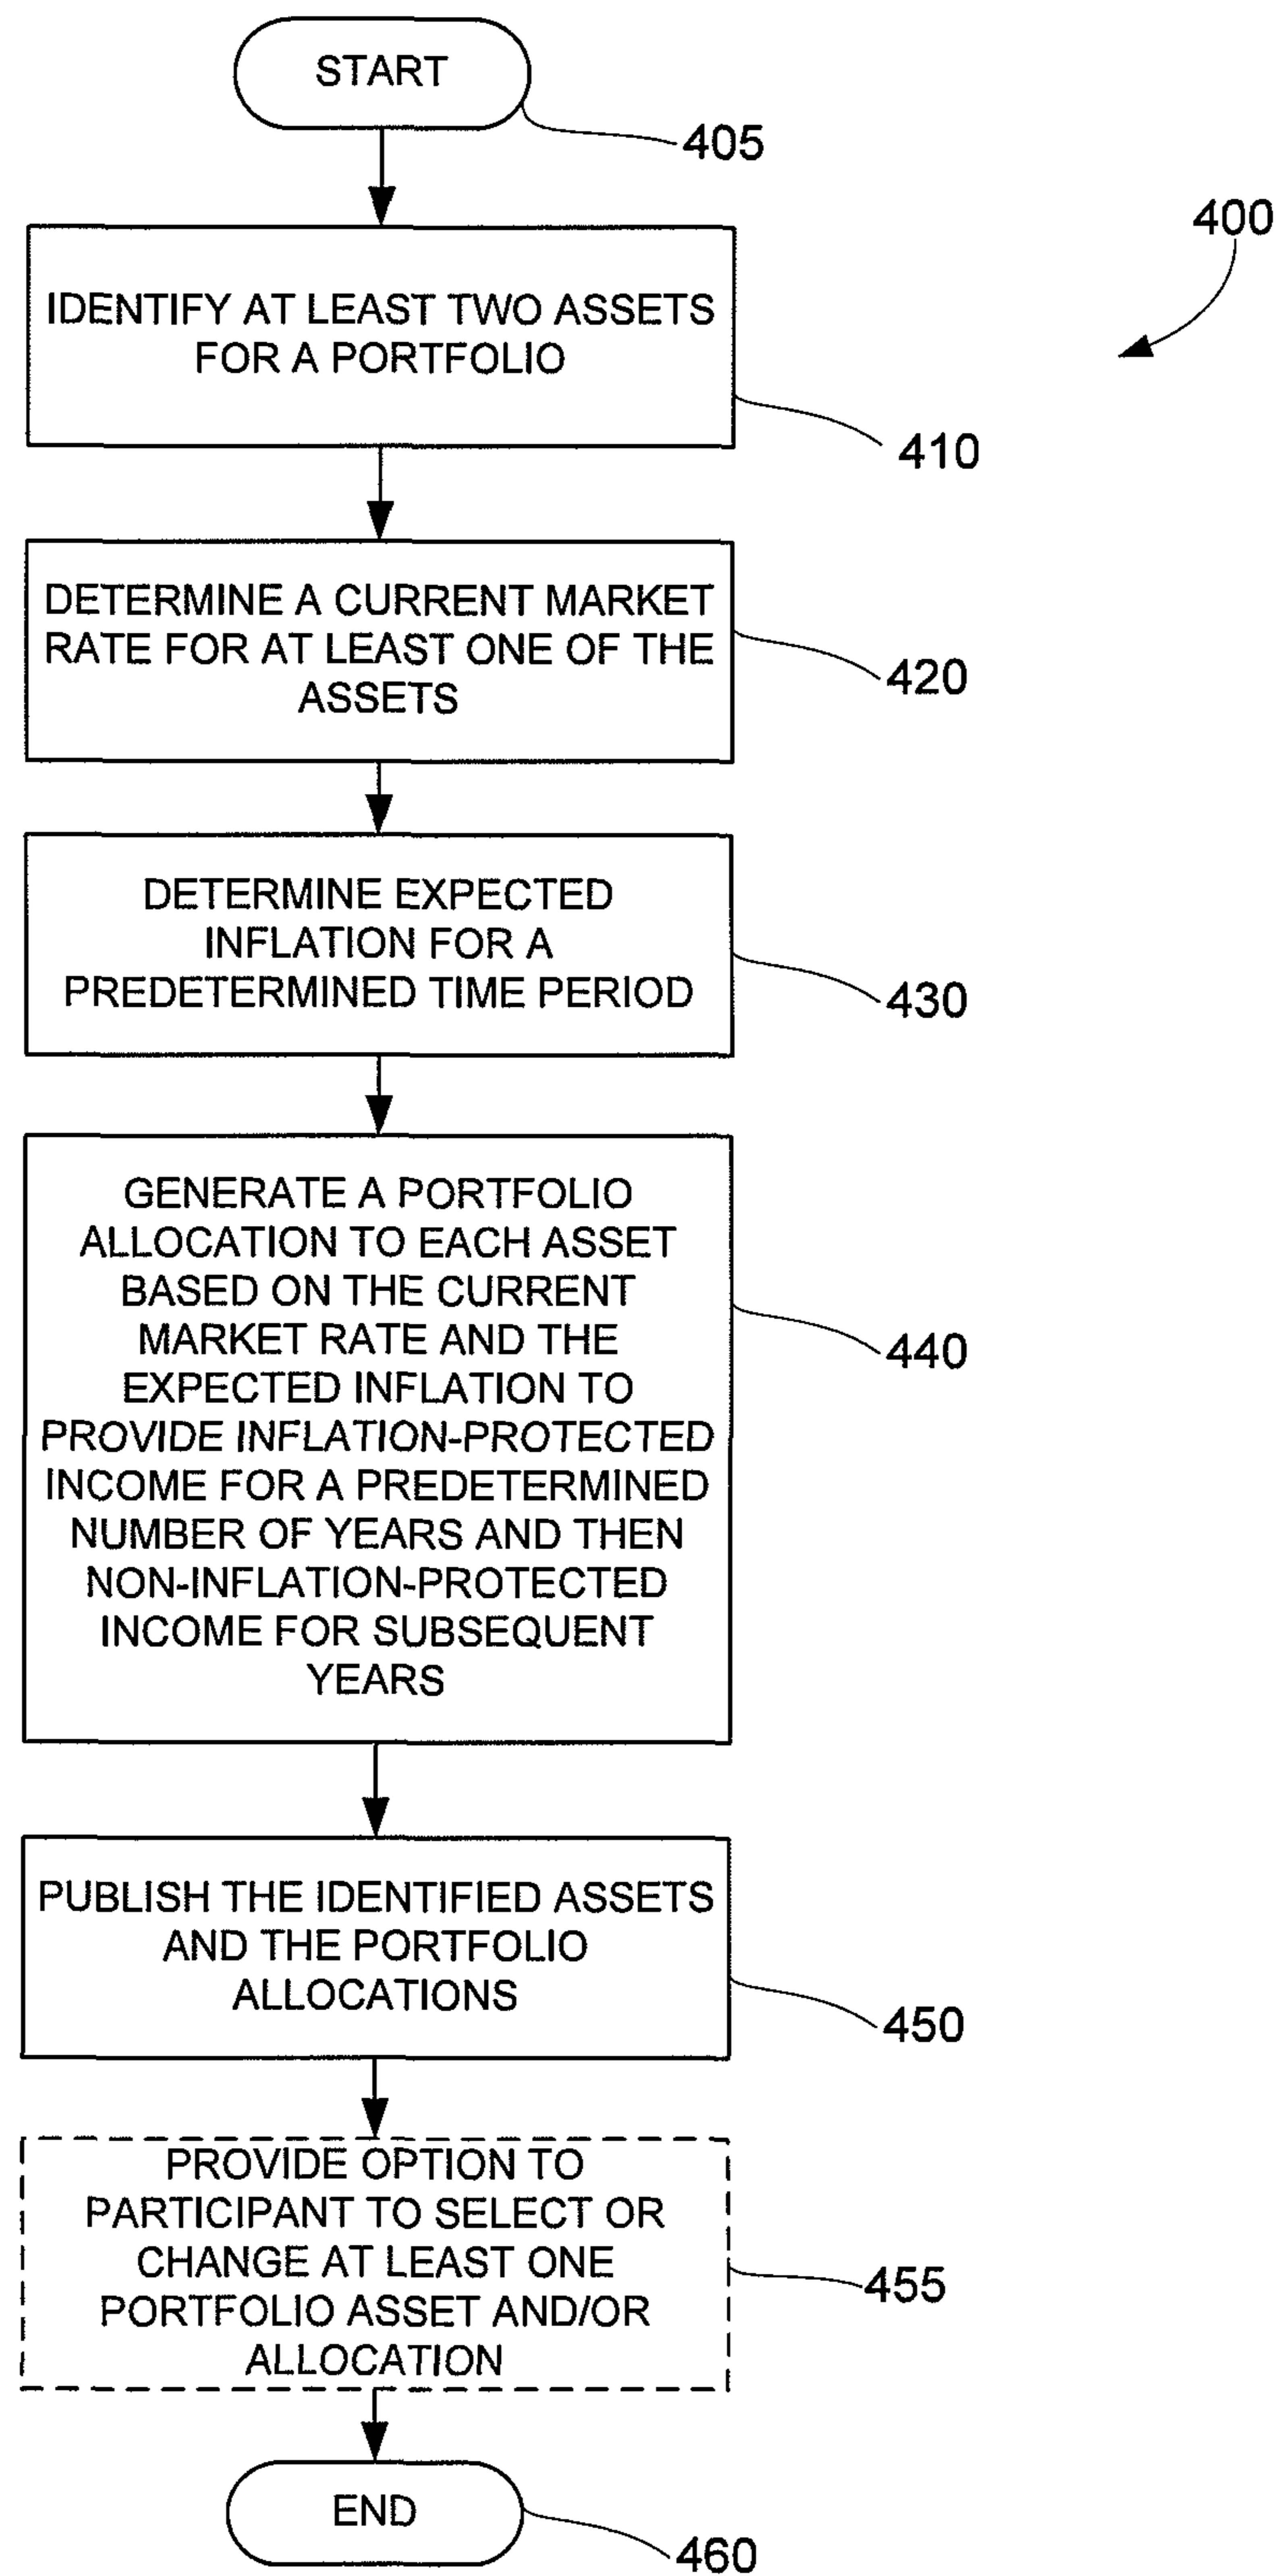 START
405
400
IDENTIFY AT LEAST TWO ASSETS
FOR A PORTFOLIO
410
DETERMINE A CURRENT MARKET
RATE FOR AT LEAST ONE OF THE
ASSETS
420
DETERMINE EXPECTED
INFLATION FOR A
PREDETERMINED TIME PERIOD
430
GENERATE A PORTFOLIO
ALLOCATION TO EACH ASSET
BASED ON THE CURRENT
MARKET RATE AND THE
EXPECTED INFLATION TO
PROVIDE INFLATION-PROTECTED
INCOME FOR A PREDETERMINED
NUMBER OF YEARS AND THEN
NON-INFLATION-PROTECTED
INCOME FOR SUBSEQUENT
YEARS
440
PUBLISH THE IDENTIFIED ASSETS
AND THE PORTFOLIO
ALLOCATIONS
450
PROVIDE OPTION TO
PARTICIPANT TO SELECT OR
CHANGE AT LEAST ONE
PORTFOLIO ASSET AND/OR
ALLOCATION
455
END
460